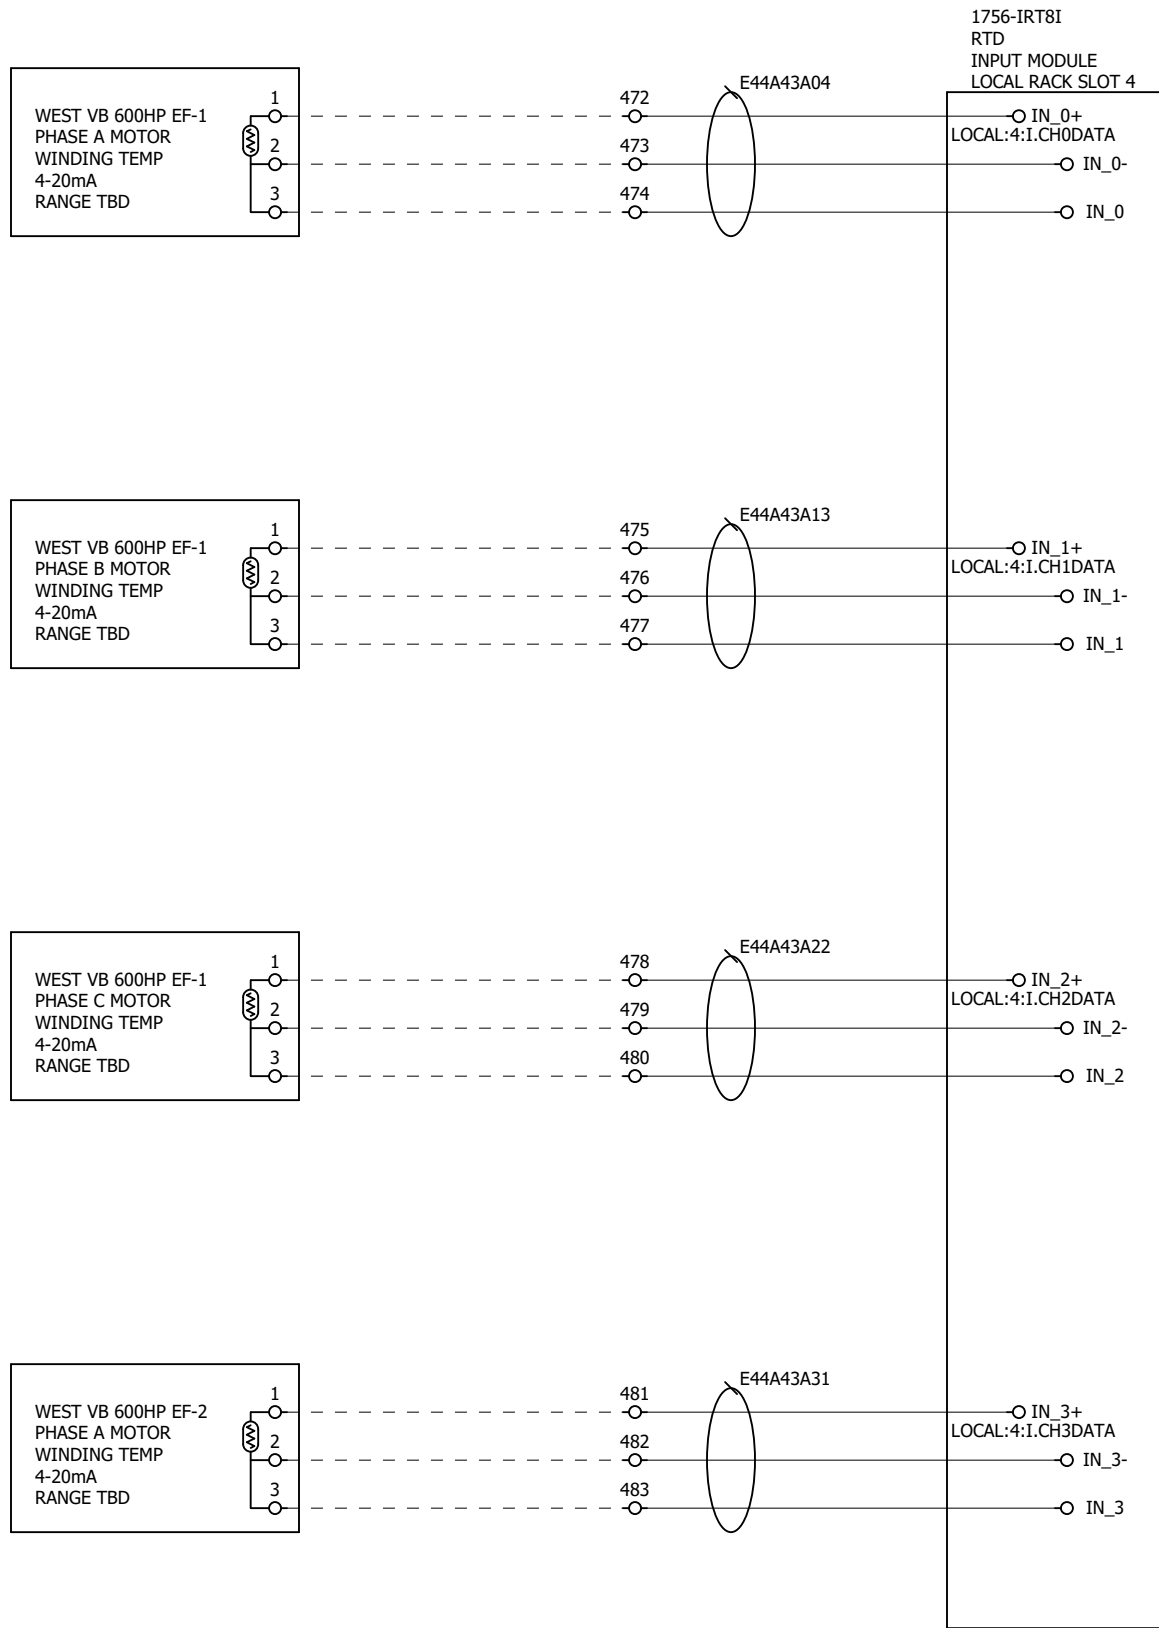 1756-IRT8I
RTD
INPUT MODULE
LOCAL RACK SLOT 4
WEST VB 600HP EF-1
PHASE A MOTOR
WINDING TEMP
4-20mA
RANGE TBD
1
2
3
472
473
474
E44A43A04
IN_0+
LOCAL:4:I.CH0DATA
IN_0-
IN_0
WEST VB 600HP EF-1
PHASE B MOTOR
WINDING TEMP
4-20mA
RANGE TBD
1
2
3
475
476
477
E44A43A13
IN_1+
LOCAL:4:I.CH1DATA
IN_1-
IN_1
WEST VB 600HP EF-1
PHASE C MOTOR
WINDING TEMP
4-20mA
RANGE TBD
1
2
3
478
479
480
E44A43A22
IN_2+
LOCAL:4:I.CH2DATA
IN_2-
IN_2
WEST VB 600HP EF-2
PHASE A MOTOR
WINDING TEMP
4-20mA
RANGE TBD
1
2
3
481
482
483
E44A43A31
IN_3+
LOCAL:4:I.CH3DATA
IN_3-
IN_3